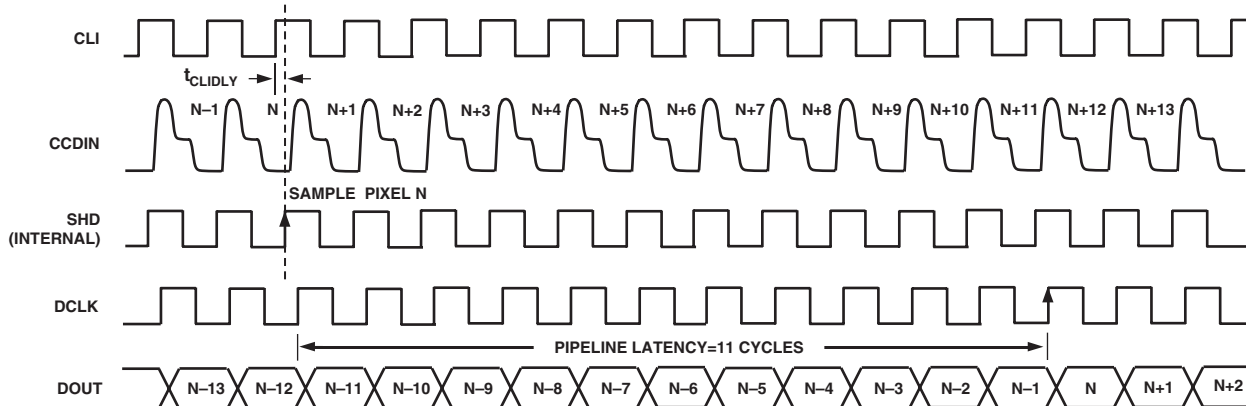 CLI
tCLIDLY
N–1 N N+1 N+2 N+3 N+4 N+5 N+6 N+7 N+8 N+9 N+10 N+11 N+12 N+13
CCDIN
SAMPLE PIXEL N
SHD
(INTERNAL)
DCLK
PIPELINE LATENCY=11 CYCLES
DOUT N–13 N–12 N–11 N–10 N–9 N–8 N–7 N–6 N–5 N–4 N–3 N–2 N–1 N N+1 N+2